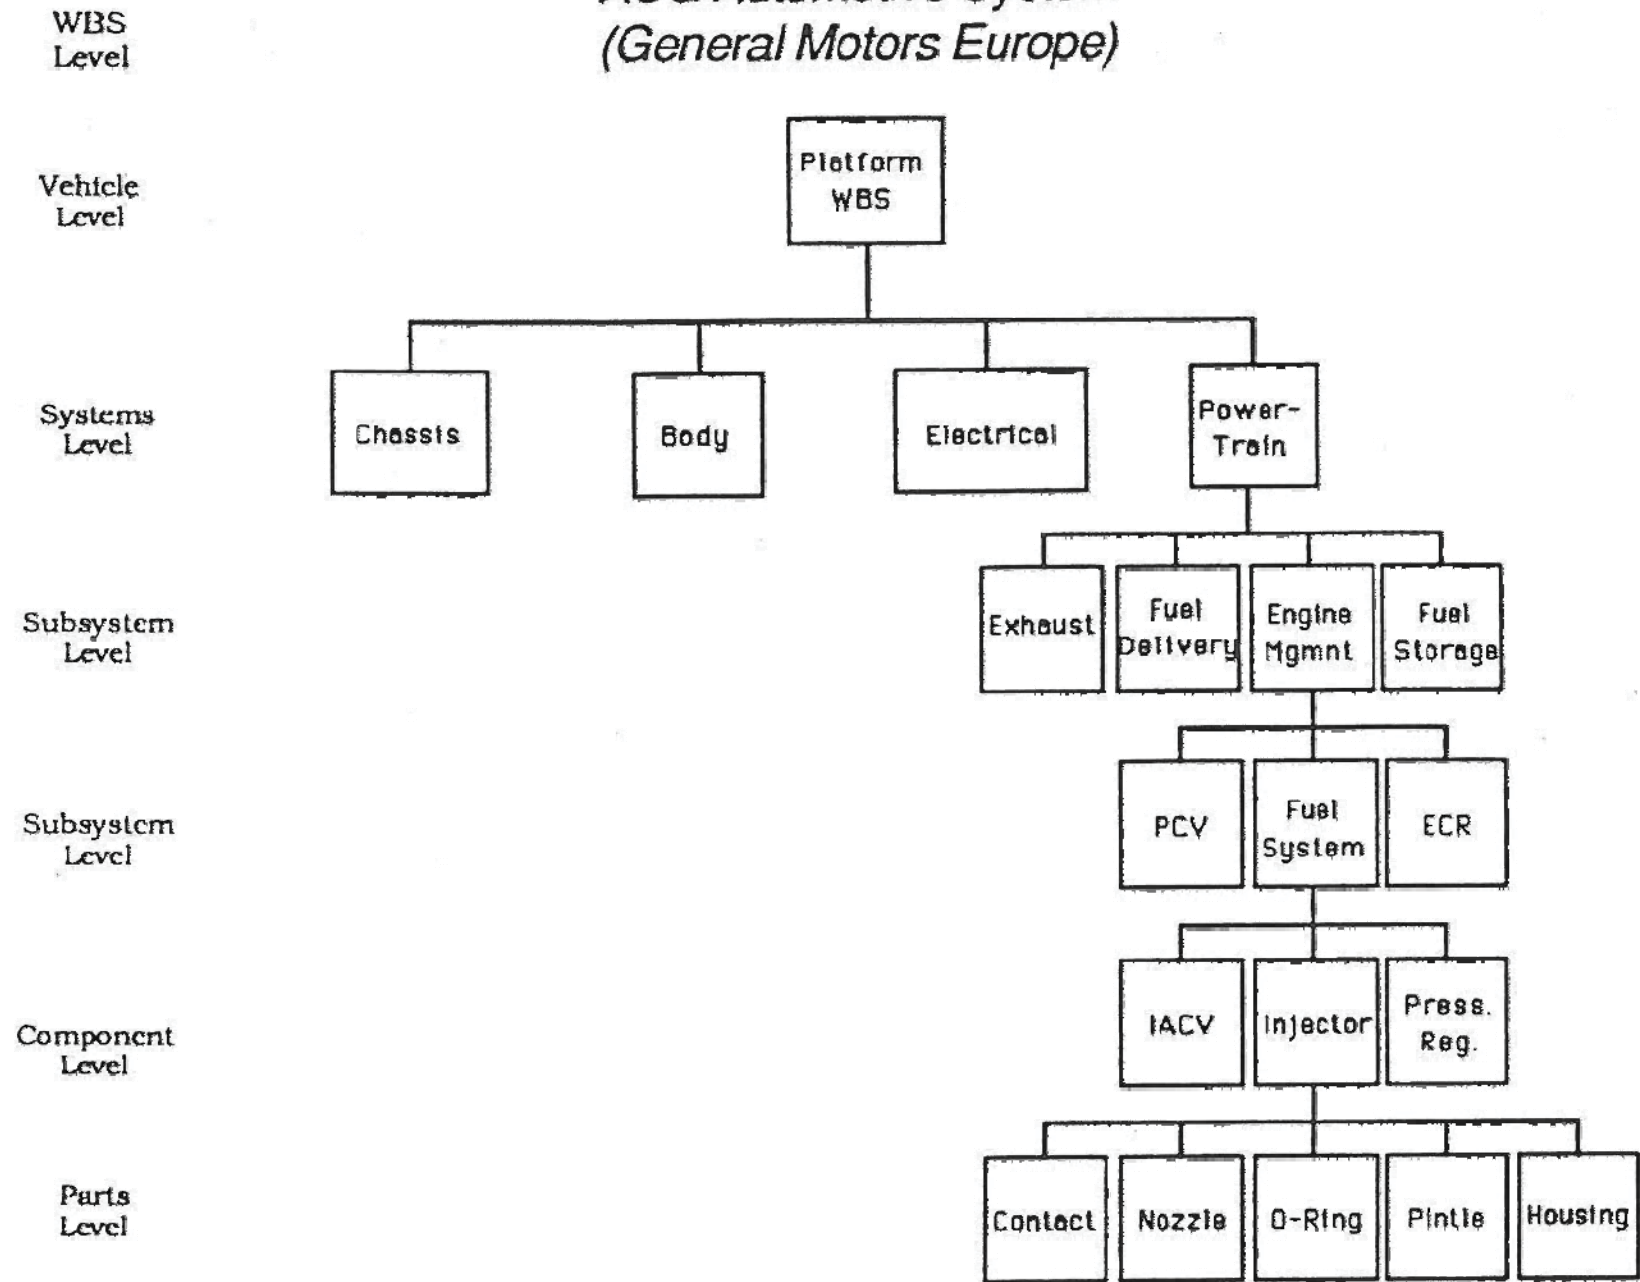 WBS
Level
(General Motors Europe)
Vehicle
Level
Platform
WBS
Systems
Level
Chassis
Body
Electrical
Power-
Train
Subsystem
Level
Exhaust
Fuel
Delivery
Engine
Mgmnt
Fuel
Storage
Subsystem
Level
PCV
Fuel
System
ECR
Component
Level
IACV
Injector
Press.
Reg.
Parts
Level
Contact
Nozzle
O-Ring
Pintle
Housing